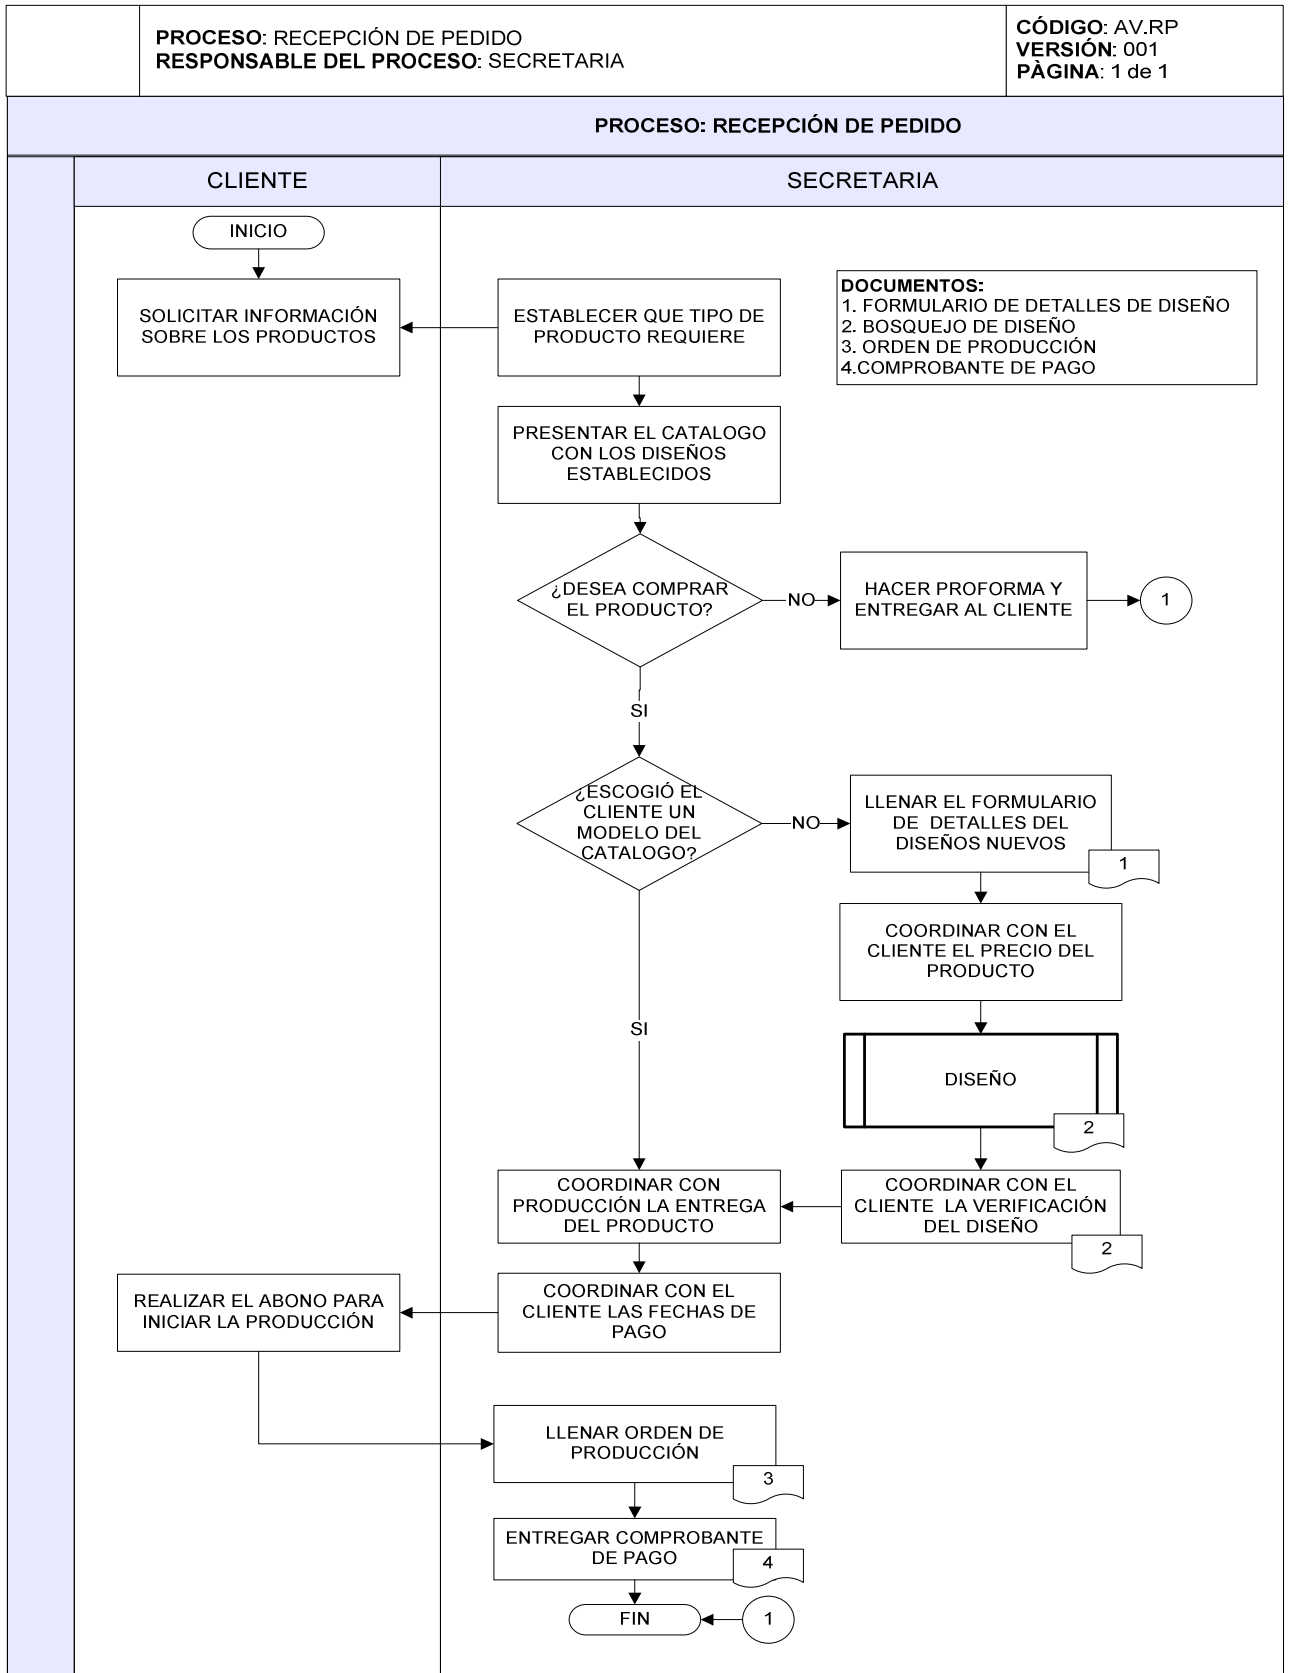 PROCESO: RECEPCIÓN DE PEDIDO
RESPONSABLE DEL PROCESO: SECRETARIA
CÓDIGO: AV.RP
VERSIÓN: 001
PÀGINA: 1 de 1
PROCESO: RECEPCIÓN DE PEDIDO
CLIENTE
SECRETARIA
INICIO
SOLICITAR INFORMACIÓN
SOBRE LOS PRODUCTOS
ESTABLECER QUE TIPO DE
PRODUCTO REQUIERE
DOCUMENTOS:
1. FORMULARIO DE DETALLES DE DISEÑO
2. BOSQUEJO DE DISEÑO
3. ORDEN DE PRODUCCIÓN
4.COMPROBANTE DE PAGO
PRESENTAR EL CATALOGO
CON LOS DISEÑOS
ESTABLECIDOS
¿DESEA COMPRAR
EL PRODUCTO?
NO
HACER PROFORMA Y
ENTREGAR AL CLIENTE
1
SI
¿ESCOGIÓ EL
CLIENTE UN
MODELO DEL
CATALOGO?
NO
LLENAR EL FORMULARIO
DE DETALLES DEL
DISEÑOS NUEVOS
1
COORDINAR CON EL
CLIENTE EL PRECIO DEL
PRODUCTO
SI
DISEÑO
2
COORDINAR CON
PRODUCCIÓN LA ENTREGA
DEL PRODUCTO
COORDINAR CON EL
CLIENTE LA VERIFICACIÓN
DEL DISEÑO
2
REALIZAR EL ABONO PARA
INICIAR LA PRODUCCIÓN
COORDINAR CON EL
CLIENTE LAS FECHAS DE
PAGO
LLENAR ORDEN DE
PRODUCCIÓN
3
ENTREGAR COMPROBANTE
DE PAGO
4
FIN
1